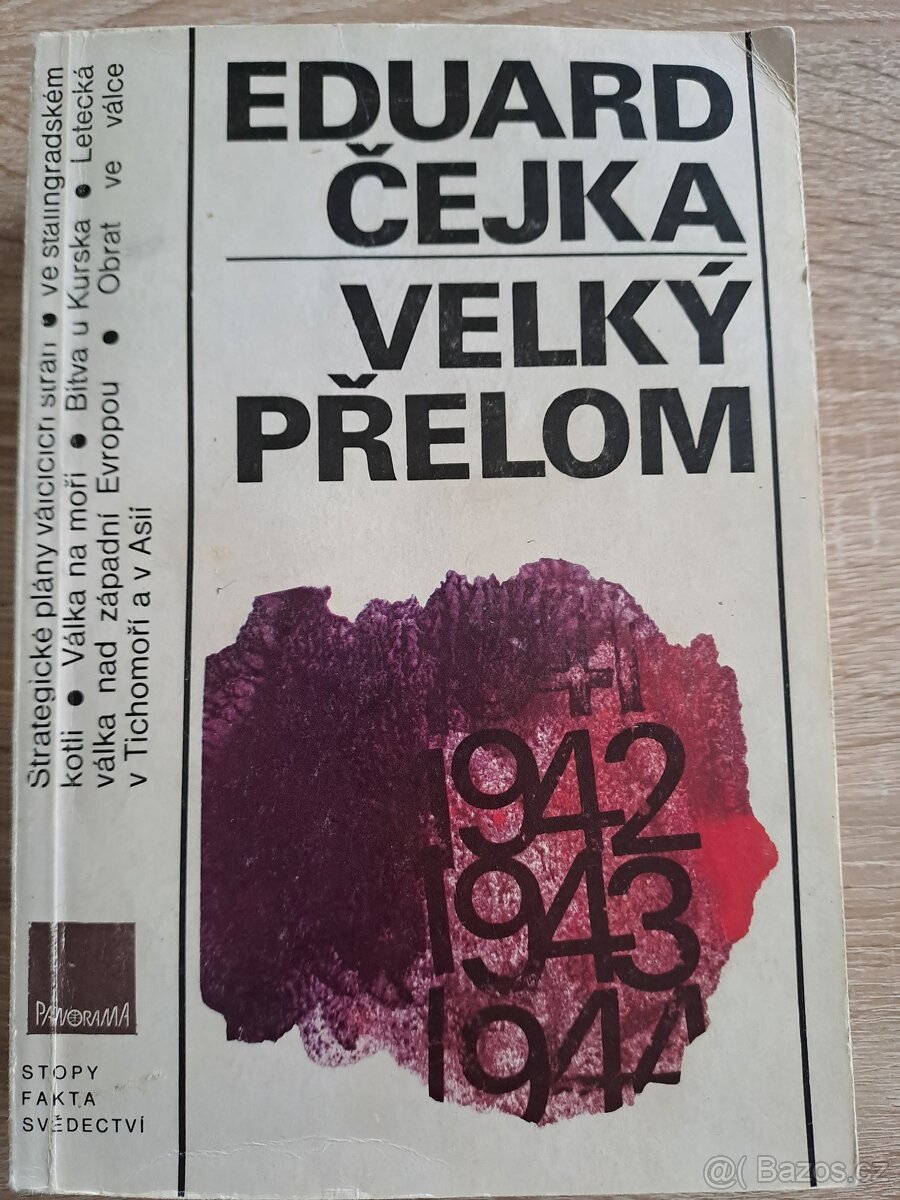 EDUARD
ČEJKA
VELKÝ
PŘELOM
Strategické plány válčících stran ● ve stalingradském
kotli ● Válka na moři ● Bitva u Kurska ● Letecká
válka nad západní Evropou ● Obrat ve válce
v Tichomoří a v Asií
1942
1943
1944
PANORAMA
STOPY
FAKTA
SVĚDECTVÍ
@( Bazos.cz